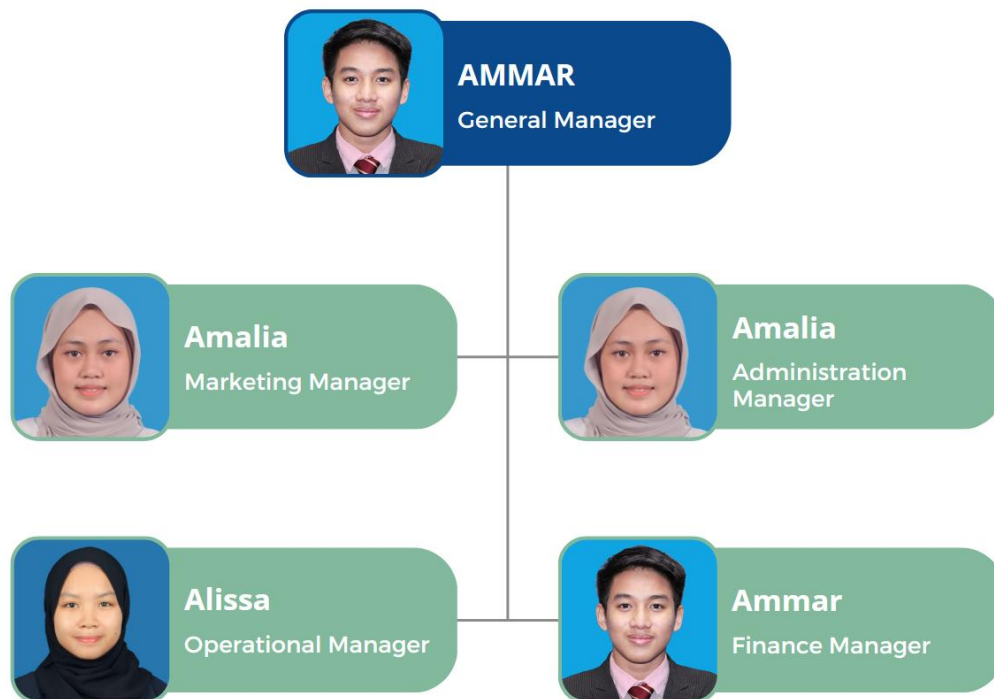 AMMAR
General Manager
Amalia
Marketing Manager
Amalia
Administration
Manager
Alissa
Operational Manager
Ammar
Finance Manager